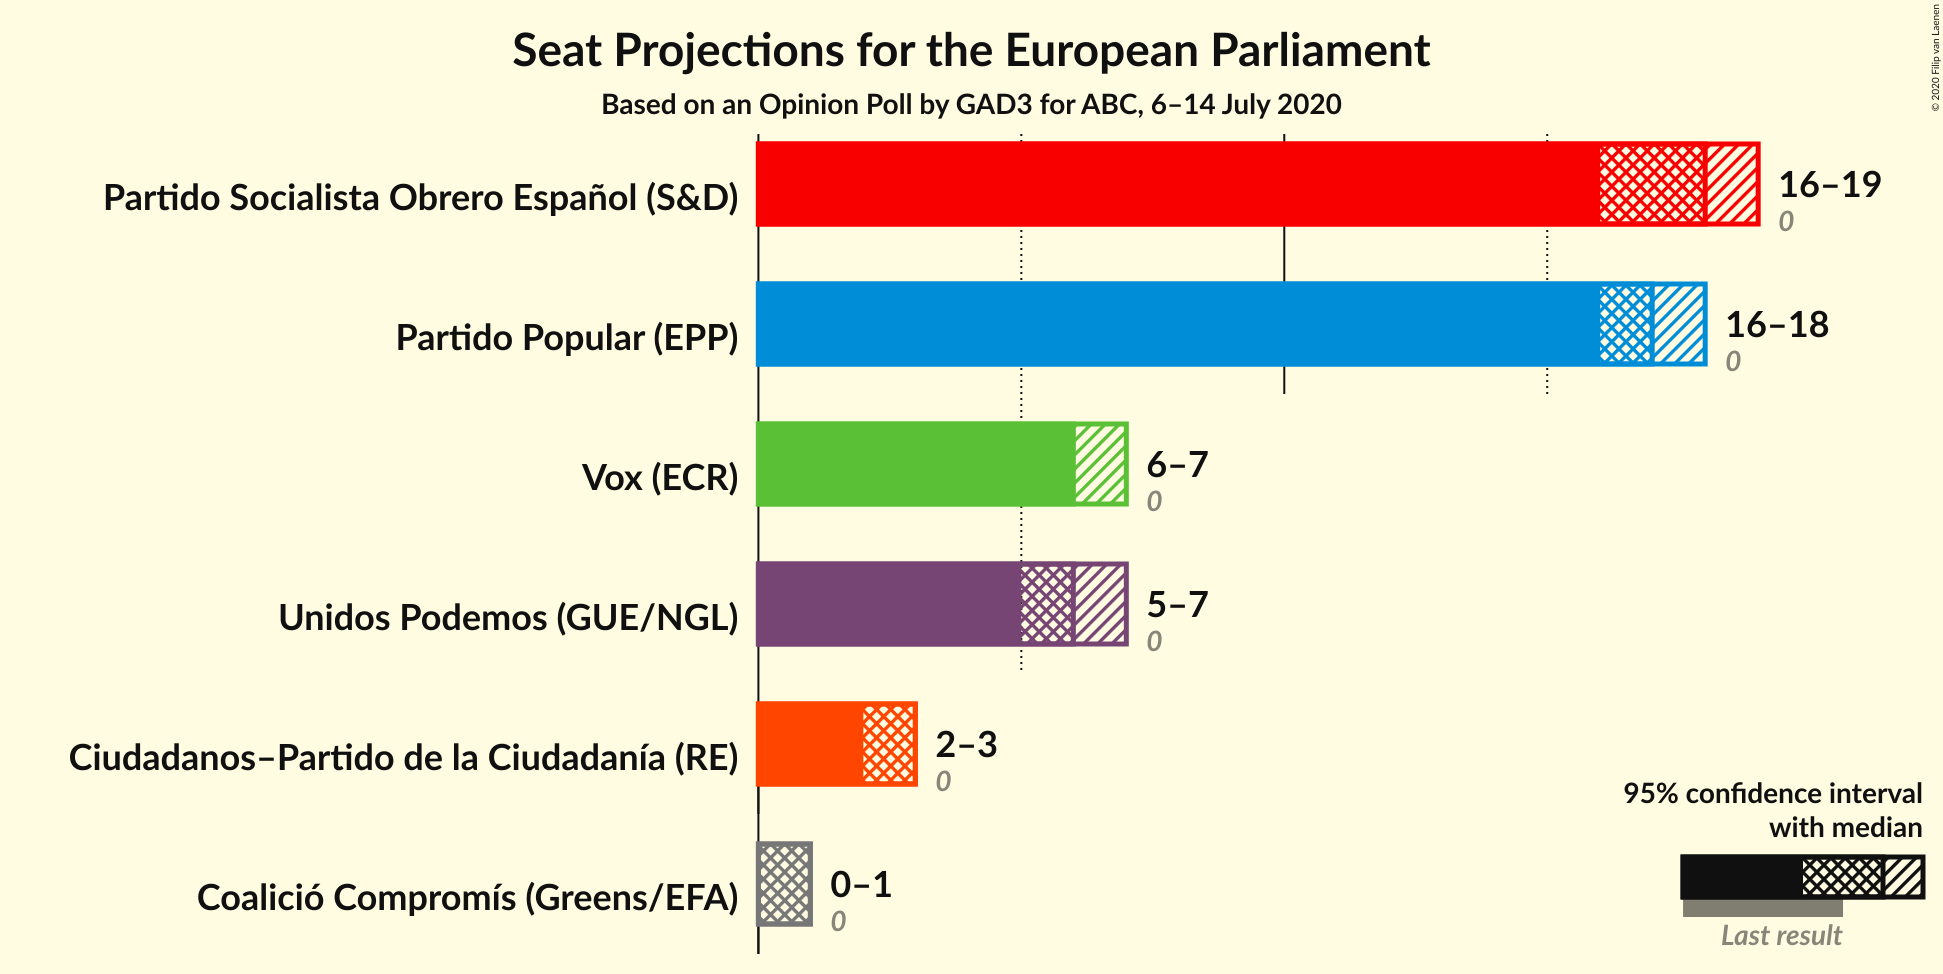 Seat Projections for the European Parliament
Based on an Opinion Poll by GAD3 for ABC, 6–14 July 2020
© 2020 Filip van Laenen
Partido Socialista Obrero Español (S&D)
16–19
0
Partido Popular (EPP)
16–18
0
Vox (ECR)
6–7
0
Unidos Podemos (GUE/NGL)
5–7
0
Ciudadanos–Partido de la Ciudadanía (RE)
2–3
0
Coalició Compromís (Greens/EFA)
0–1
0
95% confidence interval
with median
Last result